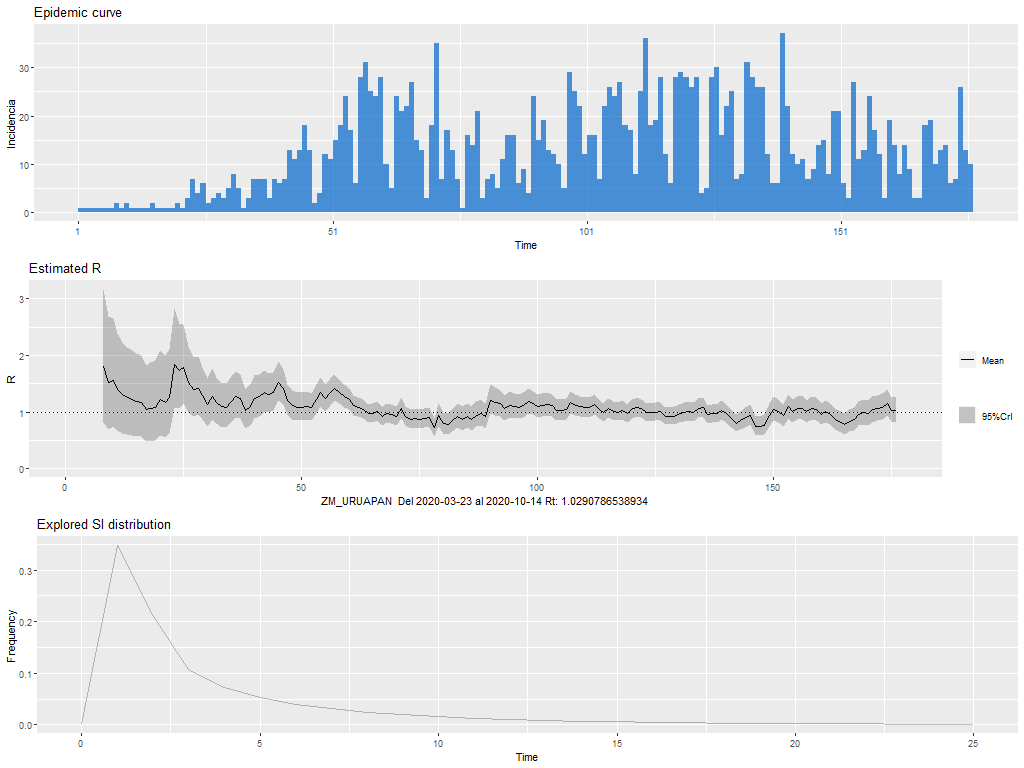 Epidemic curve
30
20
10
0
Incidencia
1
51
101
151
Time
Estimated R
3
2
1
0
R
Mean
95%CrI
0
50
100
150
ZM_URUAPAN Del 2020-03-23 al 2020-10-14 Rt: 1.0290786538934
Explored SI distribution
0.3
0.2
0.1
0.0
Frequency
0
5
10
15
20
25
Time